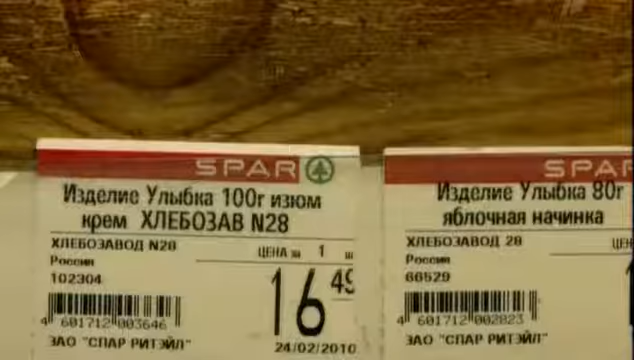 SPAR
Изделие Улыбка 100г изюм
крем ХЛЕБОЗАВ N28
ХЛЕБОЗАВОД N28
ЦЕНА за 1
Россия
102304
16 49
4 601712 003646
24/02/2010
ЗАО "СПАР РИТЭЙЛ"
SPAR
Изделие Улыбка 80г
яблочная начинка
ХЛЕБОЗАВОД 28
Россия
66529
4 601712 002823
ЗАО "СПАР РИТЭЙЛ"